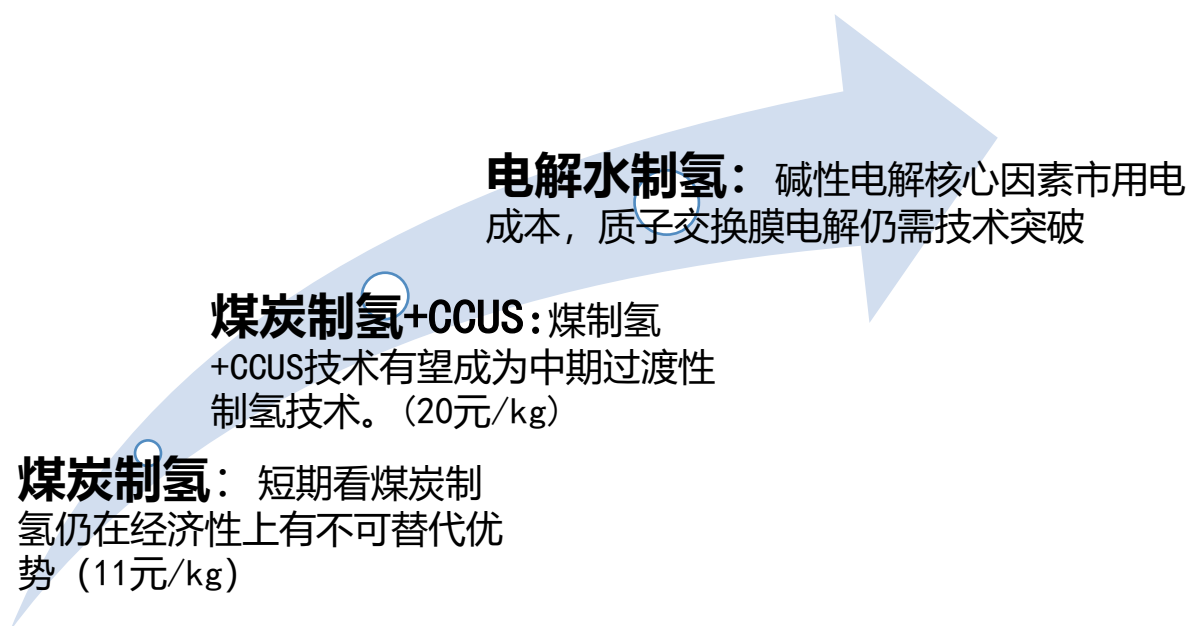 电解水制氢：碱性电解核心因素市用电
成本，质子交换膜电解仍需技术突破
煤炭制氢+CCUS:煤制氢
+CCUS技术有望成为中期过渡性
制氢技术。(20元/kg)
煤炭制氢：短期看煤炭制
氢仍在经济性上有不可替代优
势 (11元/kg)